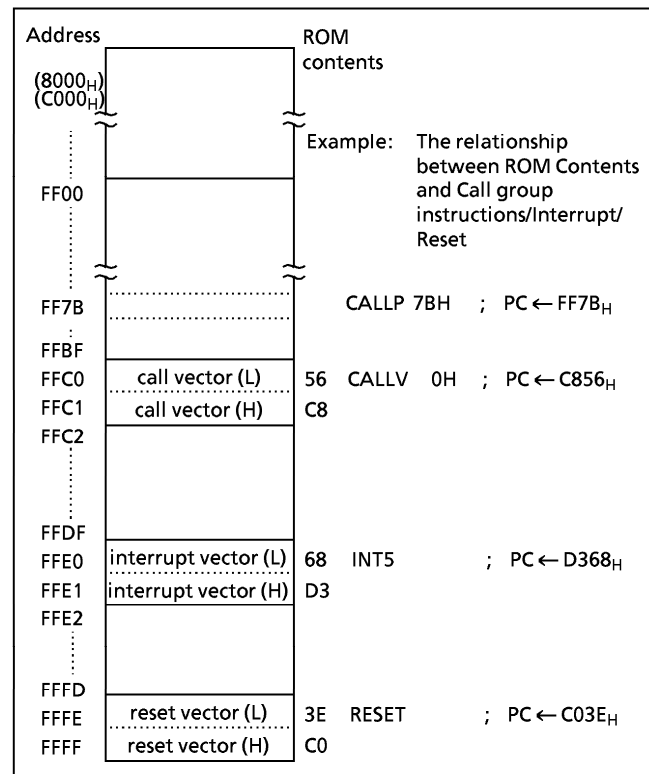 Address
ROM
contents
(8000H)
(C000H)
Example: The relationship
between ROM Contents
and Call group
instructions/Interrupt/
Reset
FF00
FF7B CALLP 7BH ; PC ← FF7BH
FFBF
FFC0 call vector (L) 56 CALLV 0H ; PC ← C856H
FFC1 call vector (H) C8
FFC2
FFDF
FFE0 interrupt vector (L) 68 INT5 ; PC ← D368H
FFE1 interrupt vector (H) D3
FFE2
FFFD
FFFE reset vector (L) 3E RESET ; PC ← C03EH
FFFF reset vector (H) C0